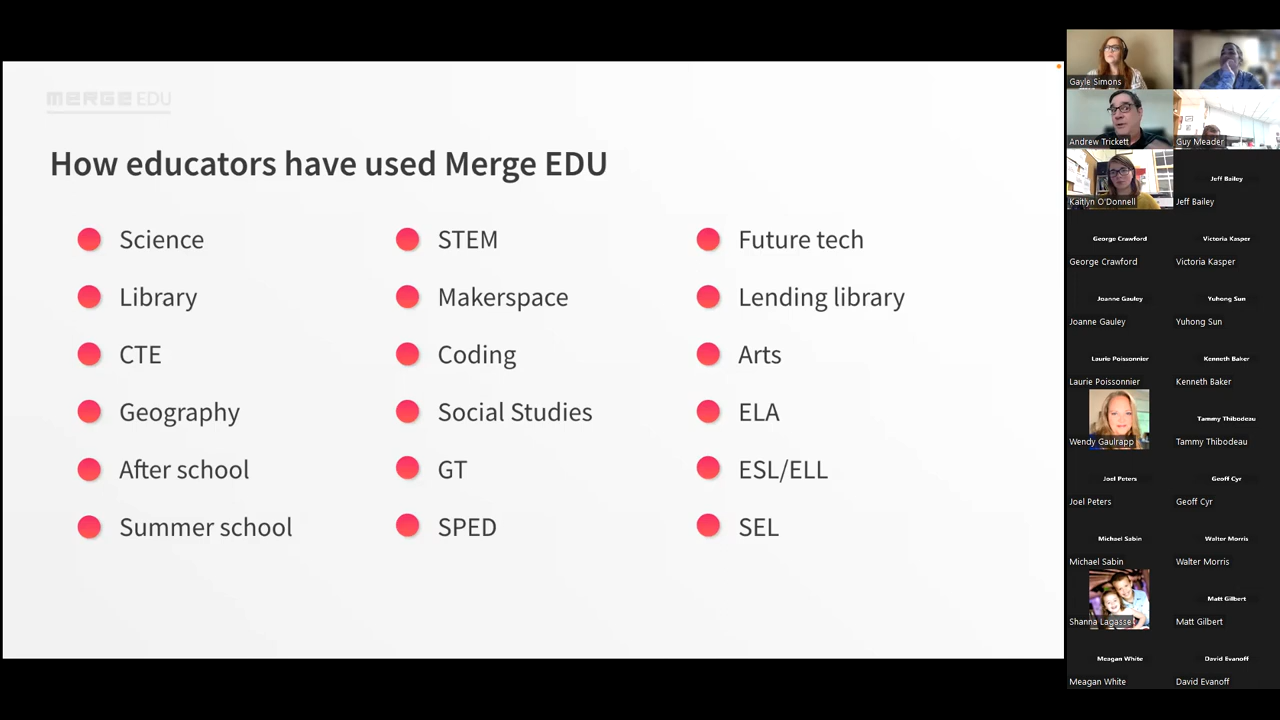 MERGE EDU
How educators have used Merge EDU
Science
Library
CTE
Geography
After school
Summer school
STEM
Makerspace
Coding
Social Studies
GT
SPED
Future tech
Lending library
Arts
ELA
ESL/ELL
SEL
Gayle Simons
Andrew Trickett
Guy Meader
Kaitlyn O'Donnell
Jeff Bailey
Jeff Bailey
George Crawford
George Crawford
Victoria Kasper
Victoria Kasper
Joanne Gauley
Joanne Gauley
Yuhong Sun
Yuhong Sun
Laurie Poissonnier
Laurie Poissonnier
Kenneth Baker
Kenneth Baker
Wendy Gaulrapp
Tammy Thibodeau
Tammy Thibodeau
Joel Peters
Joel Peters
Geoff Cyr
Geoff Cyr
Michael Sabin
Michael Sabin
Walter Morris
Walter Morris
Shanna Lagasse
Matt Gilbert
Matt Gilbert
Meagan White
Meagan White
David Evanoff
David Evanoff